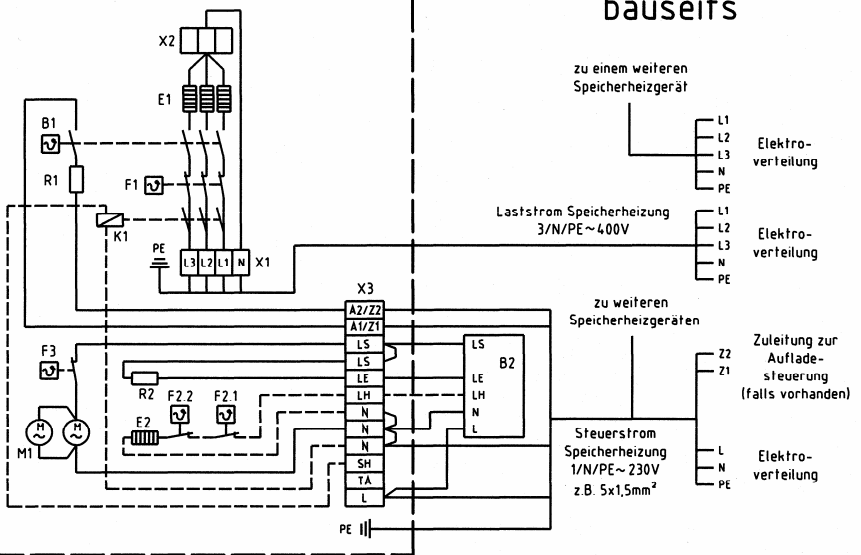 bauseits
X2
E1
B1
R1
F1
K1
PE
L3 L2 L1 N X1
zu einem weiteren
Speicherheizgerät
L1
L2
L3
N
PE
Elektro-
verteilung
Laststrom Speicherheizung
3/N/PE~400V
L1
L2
L3
N
PE
Elektro-
verteilung
X3
A2/Z2
A1/Z1
LS
LS
LE
LH
N
N
N
SH
TA
L
PE
F3
R2
F2.2 F2.1
E2
M
~
M
~
M1
LS
LE
LH
N
L
B2
zu weiteren
Speicherheizgeräten
Steuerstrom
Speicherheizung
1/N/PE~230V
z.B. 5x1,5mm²
Z2
Z1
Zuleitung zur
Auflade-
steuerung
(falls vorhanden)
L
N
PE
Elektro-
verteilung